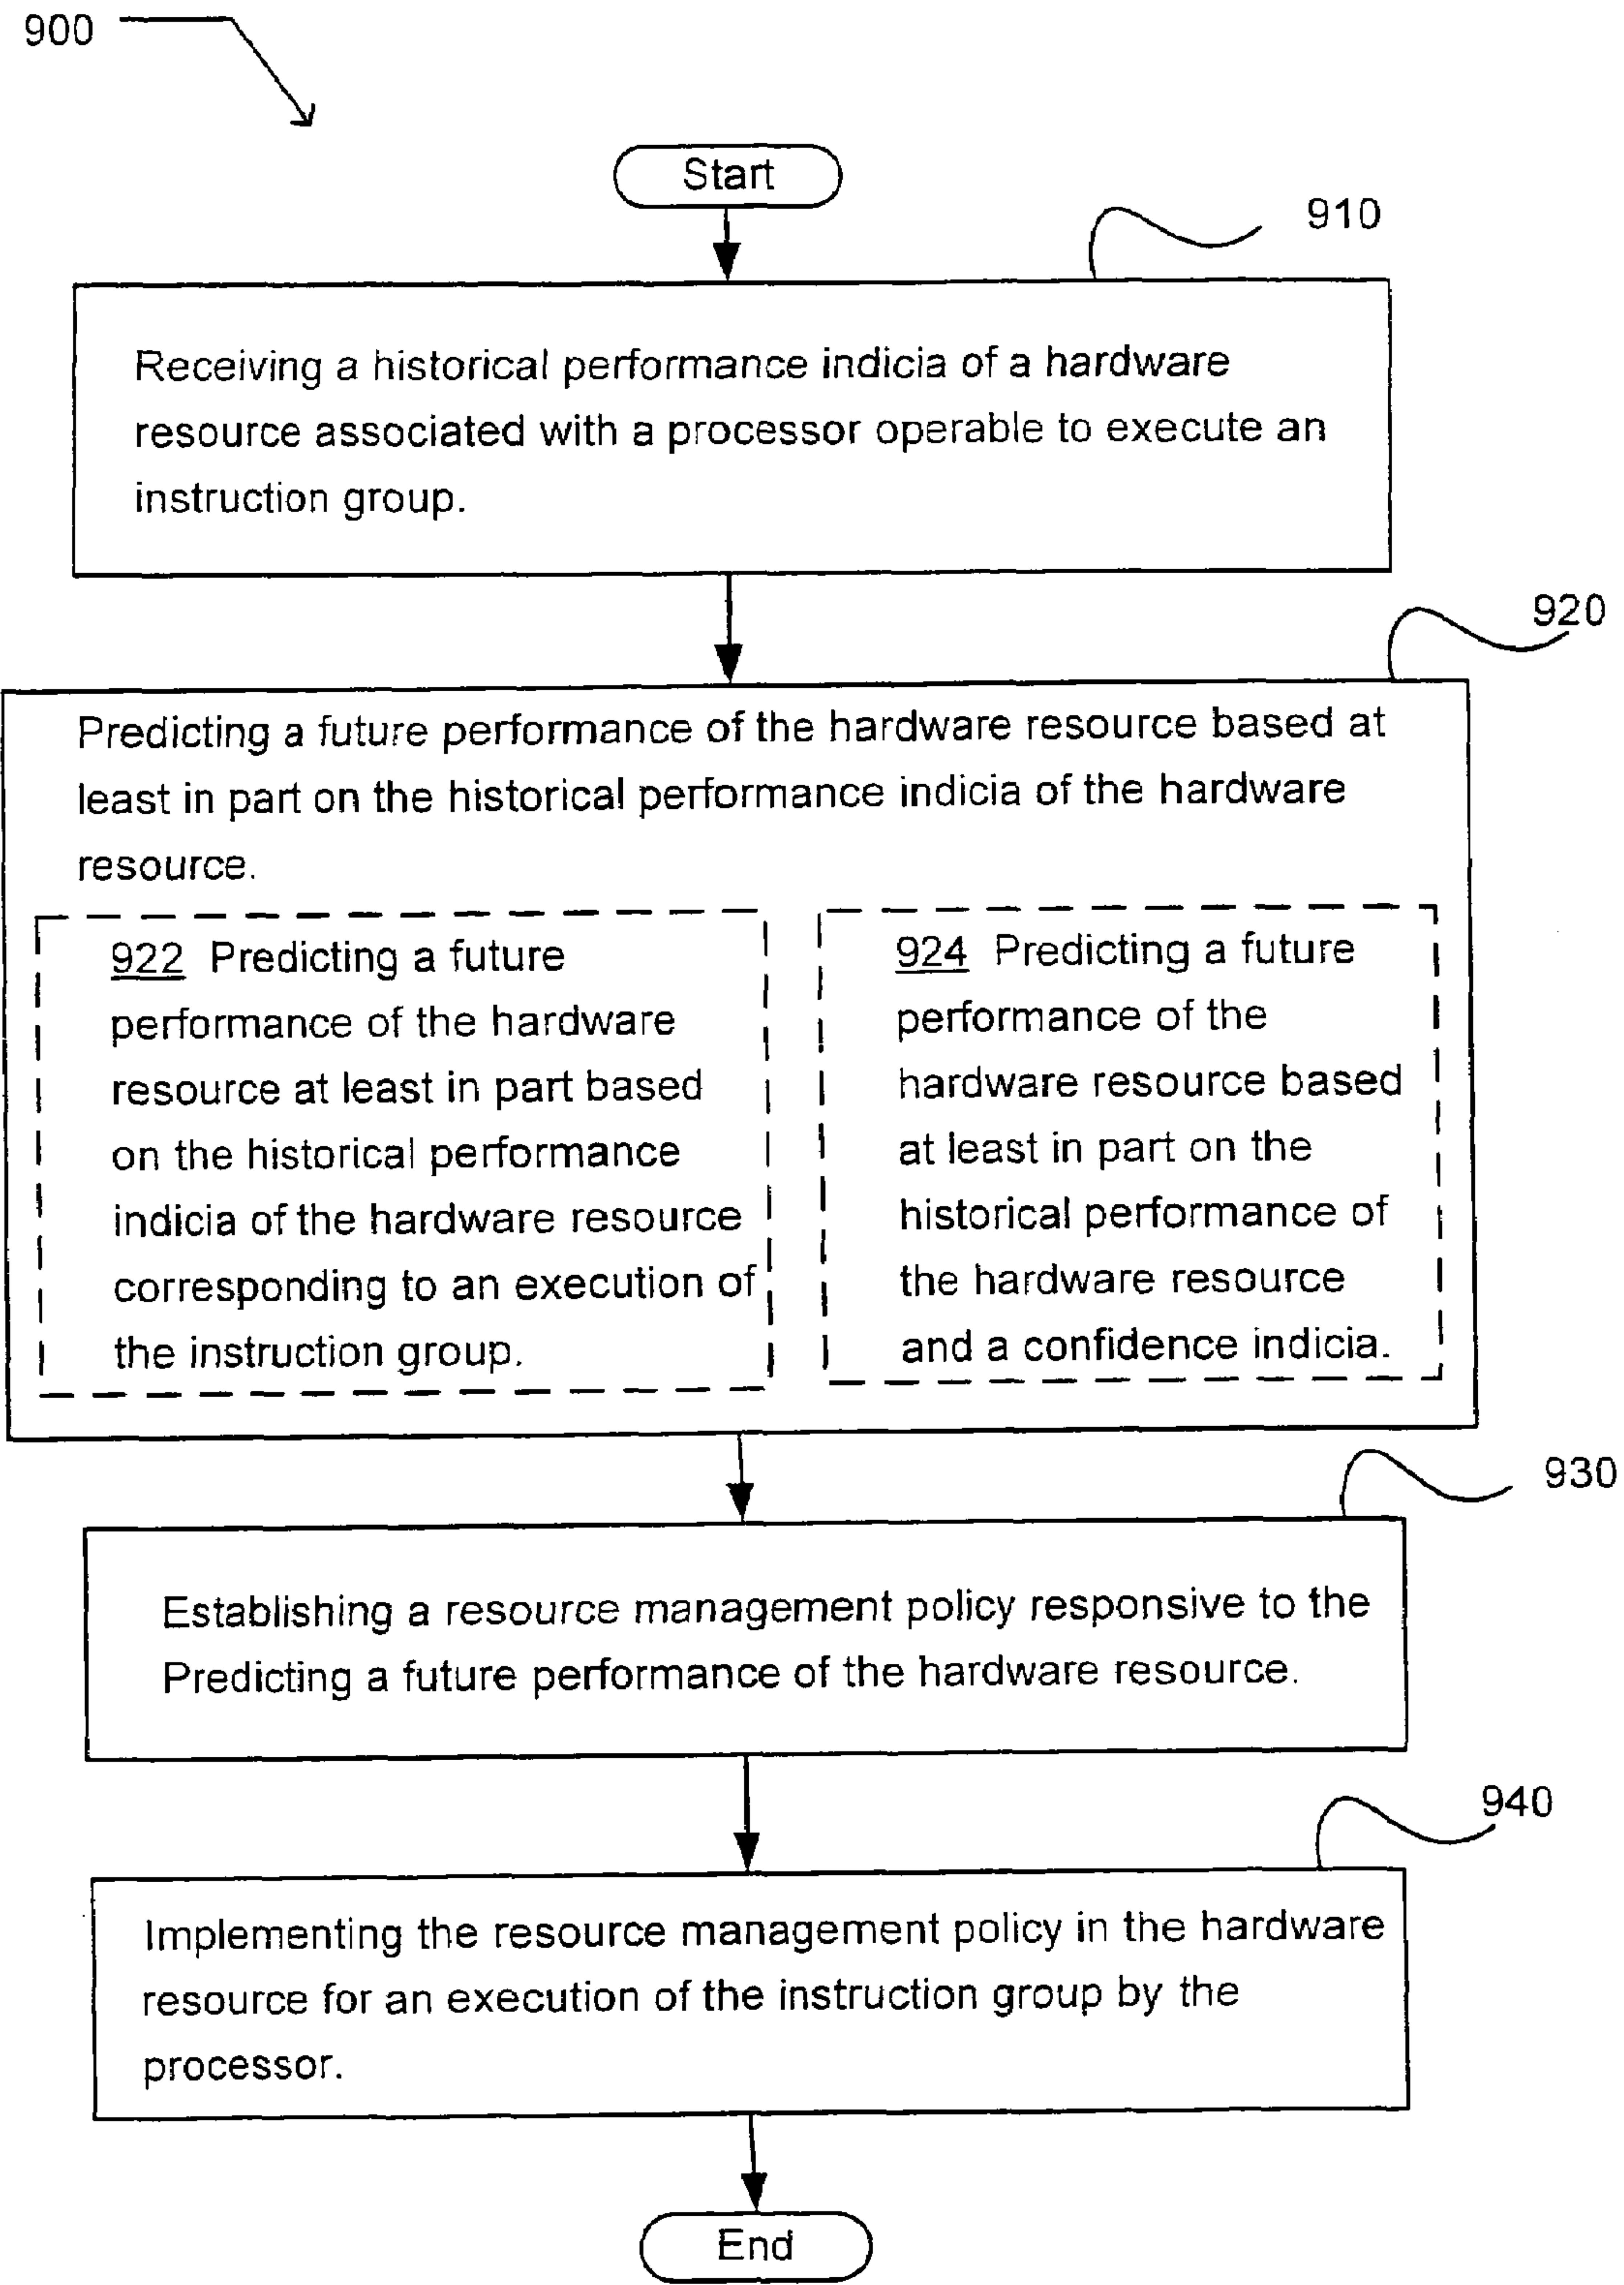 900
Start
910
Receiving a historical performance indicia of a hardware
resource associated with a processor operable to execute an
instruction group.
920
Predicting a future performance of the hardware resource based at
least in part on the historical performance indicia of the hardware
resource.
922 Predicting a future
performance of the hardware
resource at least in part based
on the historical performance
indicia of the hardware resource
corresponding to an execution of
the instruction group.
924 Predicting a future
performance of the
hardware resource based
at least in part on the
historical performance of
the hardware resource
and a confidence indicia.
930
Establishing a resource management policy responsive to the
Predicting a future performance of the hardware resource.
940
Implementing the resource management policy in the hardware
resource for an execution of the instruction group by the
processor.
End